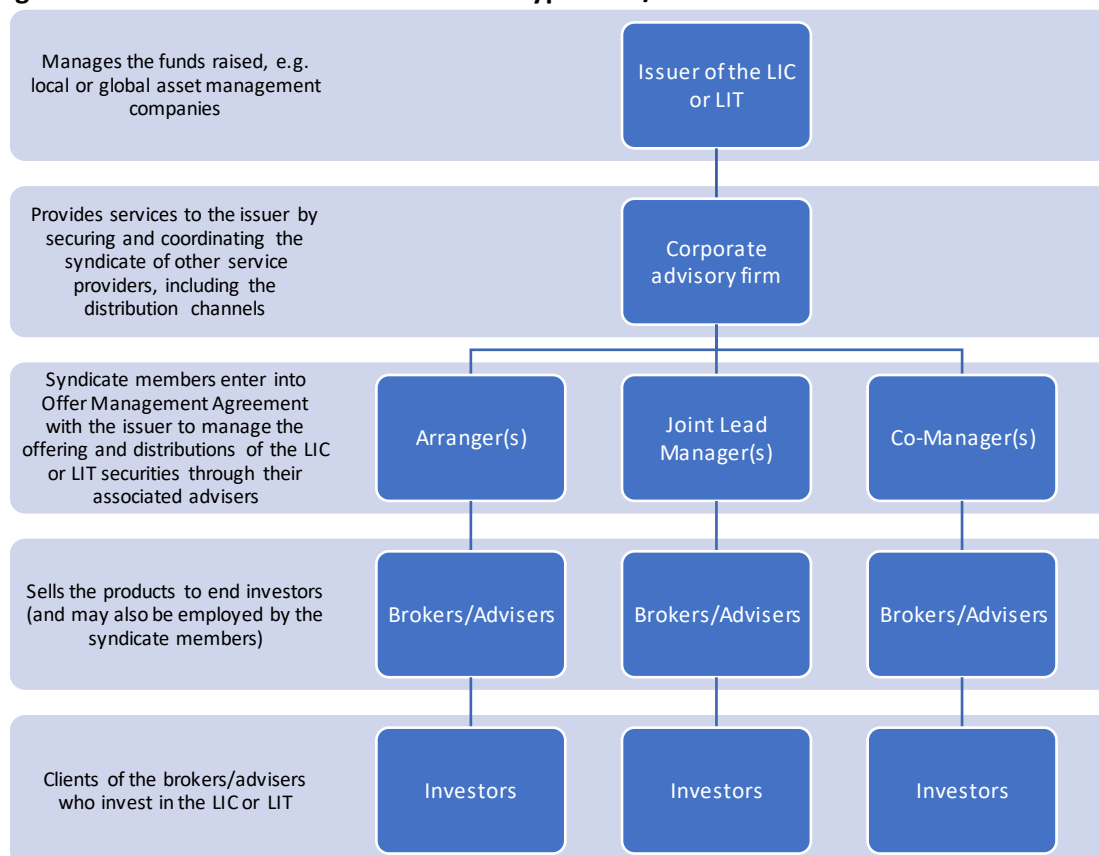 Manages the funds raised, e.g.
local or global asset management
companies
Issuer of the LIC
or LIT
Provides services to the issuer by
securing and coordinating the
syndicate of other service
providers, including the
distribution channels
Corporate
advisory firm
Syndicate members enter into
Offer Management Agreement
with the issuer to manage the
offering and distributions of the LIC
or LIT securities through their
associated advisers
Arranger(s)
Joint Lead
Manager(s)
Co-Manager(s)
Sells the products to end investors
(and may also be employed by the
syndicate members)
Brokers/Advisers
Brokers/Advisers
Brokers/Advisers
Clients of the brokers/advisers
who invest in the LIC or LIT
Investors
Investors
Investors